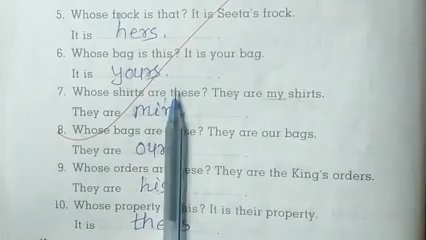 5. Whose frock is that? It is Seeta's frock.
It is hers.
6. Whose bag is this? It is your bag.
It is yours.
7. Whose shirts are these? They are my shirts.
They are
8. Whose bags are ? They are our bags.
They are
9. Whose orders are ? They are the King's orders.
They are
10. Whose property ? It is their property.
It is